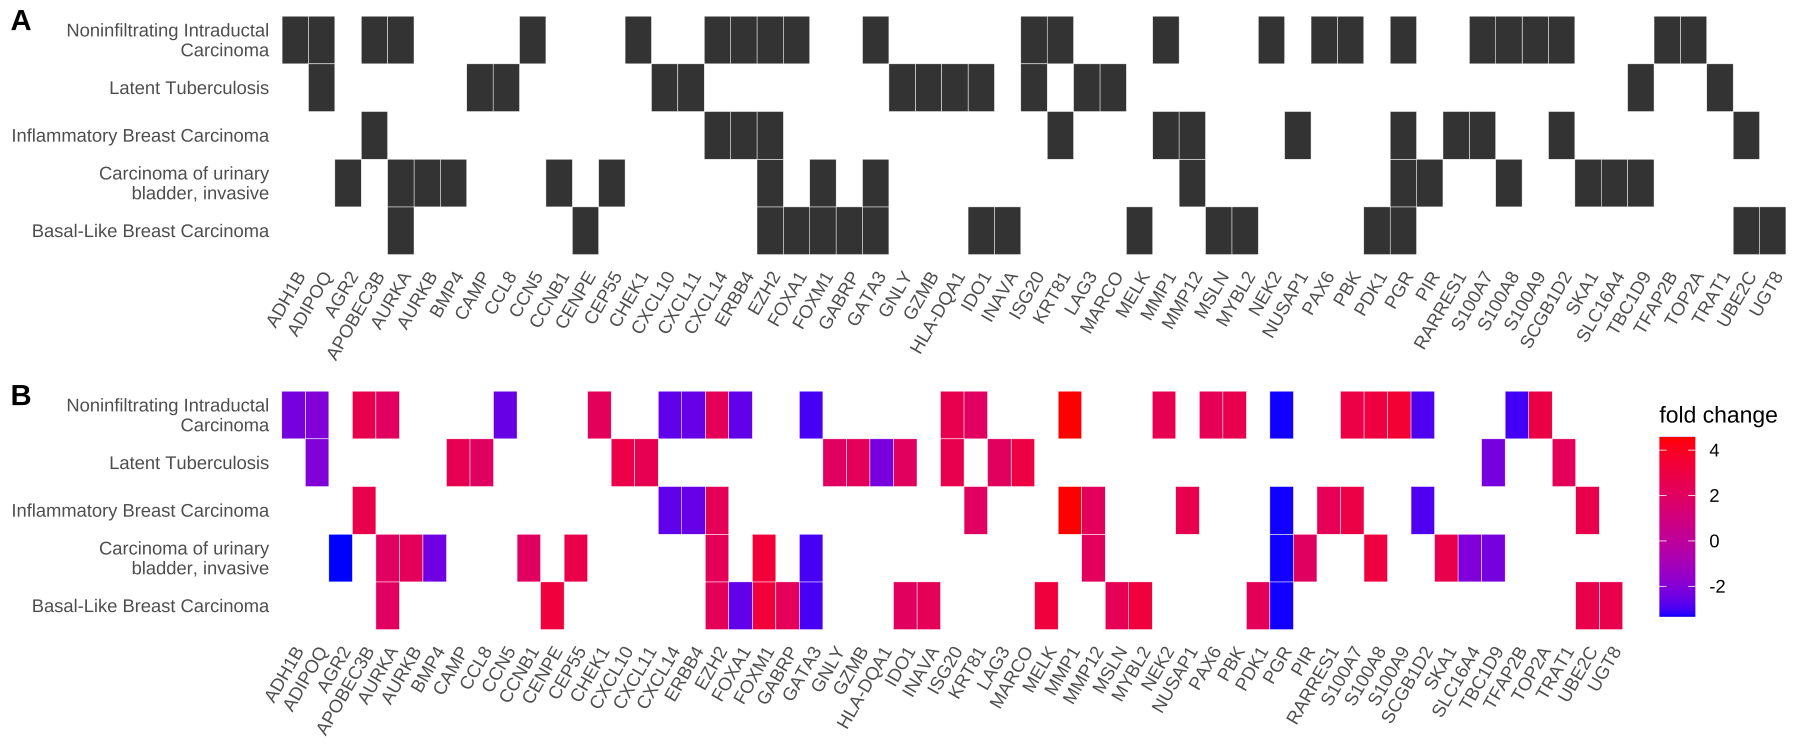 A
Noninfiltrating Intraductal
Carcinoma
Latent Tuberculosis
Inflammatory Breast Carcinoma
Carcinoma of urinary
bladder, invasive
Basal-Like Breast Carcinoma
ADH1B
ADIPOQ
AGR2
APOBEC3B
AURKA
AURKB
BMP4
CAMP
CCL8
CCN5
CCNB1
CENPE
CEP55
CHEK1
CXCL10
CXCL11
CXCL14
ERBB4
EZH2
FOXA1
FOXM1
GABRP
GATA3
GNLY
GZMB
HLA-DQA1
IDO1
INAVA
ISG20
KRT81
LAG3
MARCO
MELK
MMP1
MMP12
MSLN
MYBL2
NEK2
NUSAP1
PAX6
PBK
PDK1
PGR
PIR
RARRES1
S100A7
S100A8
S100A9
SCGB1D2
SKA1
SLC16A4
TBC1D9
TFAP2B
TOP2A
TRAT1
UBE2C
UGT8
B
Noninfiltrating Intraductal
Carcinoma
Latent Tuberculosis
Inflammatory Breast Carcinoma
Carcinoma of urinary
bladder, invasive
Basal-Like Breast Carcinoma
ADH1B
ADIPOQ
AGR2
APOBEC3B
AURKA
AURKB
BMP4
CAMP
CCL8
CCN5
CCNB1
CENPE
CEP55
CHEK1
CXCL10
CXCL11
CXCL14
ERBB4
EZH2
FOXA1
FOXM1
GABRP
GATA3
GNLY
GZMB
HLA-DQA1
IDO1
INAVA
ISG20
KRT81
LAG3
MARCO
MELK
MMP1
MMP12
MSLN
MYBL2
NEK2
NUSAP1
PAX6
PBK
PDK1
PGR
PIR
RARRES1
S100A7
S100A8
S100A9
SCGB1D2
SKA1
SLC16A4
TBC1D9
TFAP2B
TOP2A
TRAT1
UBE2C
UGT8
fold change
4
2
0
-2